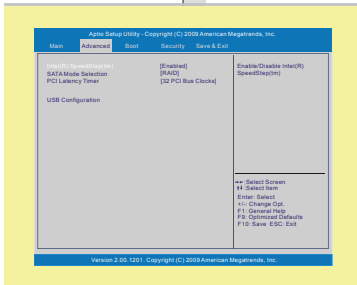 Aptio Setup Utility - Copyright (C) 2009 American Megatrends, Inc.
Main Advanced Boot Security Save & Exit
Intel(R) SpeedStep(tm) [Enabled]
SATA Mode Selection [RAID]
PCI Latency Timer [32 PCI Bus Clocks]
USB Configuration
Enable/Disable Intel(R)
SpeedStep(tm)
→←:Select Screen
↑↓:Select Item
Enter: Select
+/-: Change Opt.
F1: General Help
F9: Optimized Defaults
F10: Save ESC: Exit
Version 2.00.1201. Copyright (C) 2009 American Megatrends, Inc.